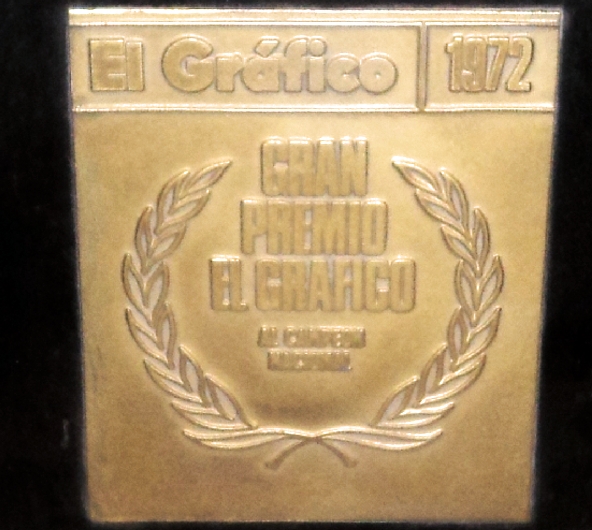 El Gráfico 1972
GRAN
PREMIO
EL GRAFICO
AL CAMPEON
NACIONAL